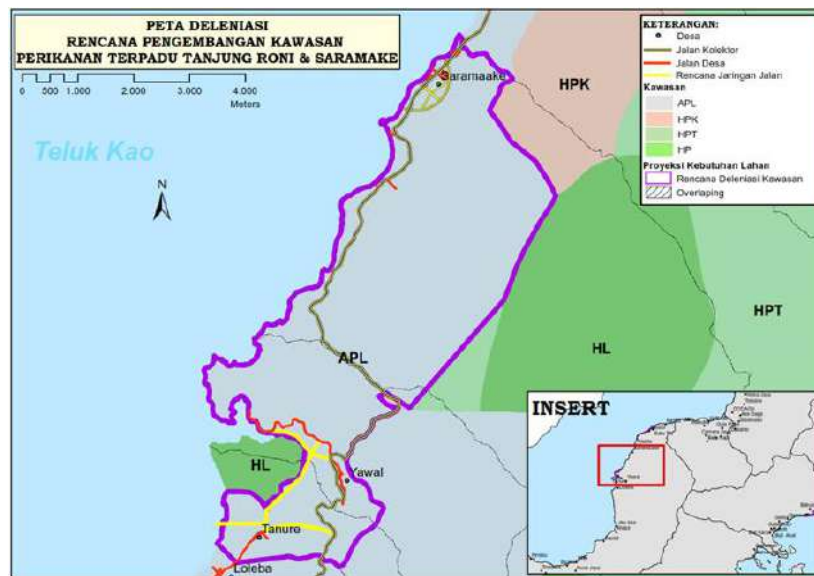 PETA DELENIASI
RENCANA PENGEMBANGAN KAWASAN
PERIKANAN TERPADU TANJUNG RONI & SARAMAKE
0 500 1.000 2.000 3.000 4.000
Meters
Teluk Kao
N
KETERANGAN:
Desa
Jalan Kolektor
Jalan Desa
Rencana Jaringan Jalan
Kawasan
APL
HPK
HPT
HP
Proyeksi Kebutuhan Lahan
Rencana Deleniasi Kawasan
Overlaping
Saramaake
HPK
HPT
HL
APL
HL
Yawal
Tanuro
Loleba
INSERT